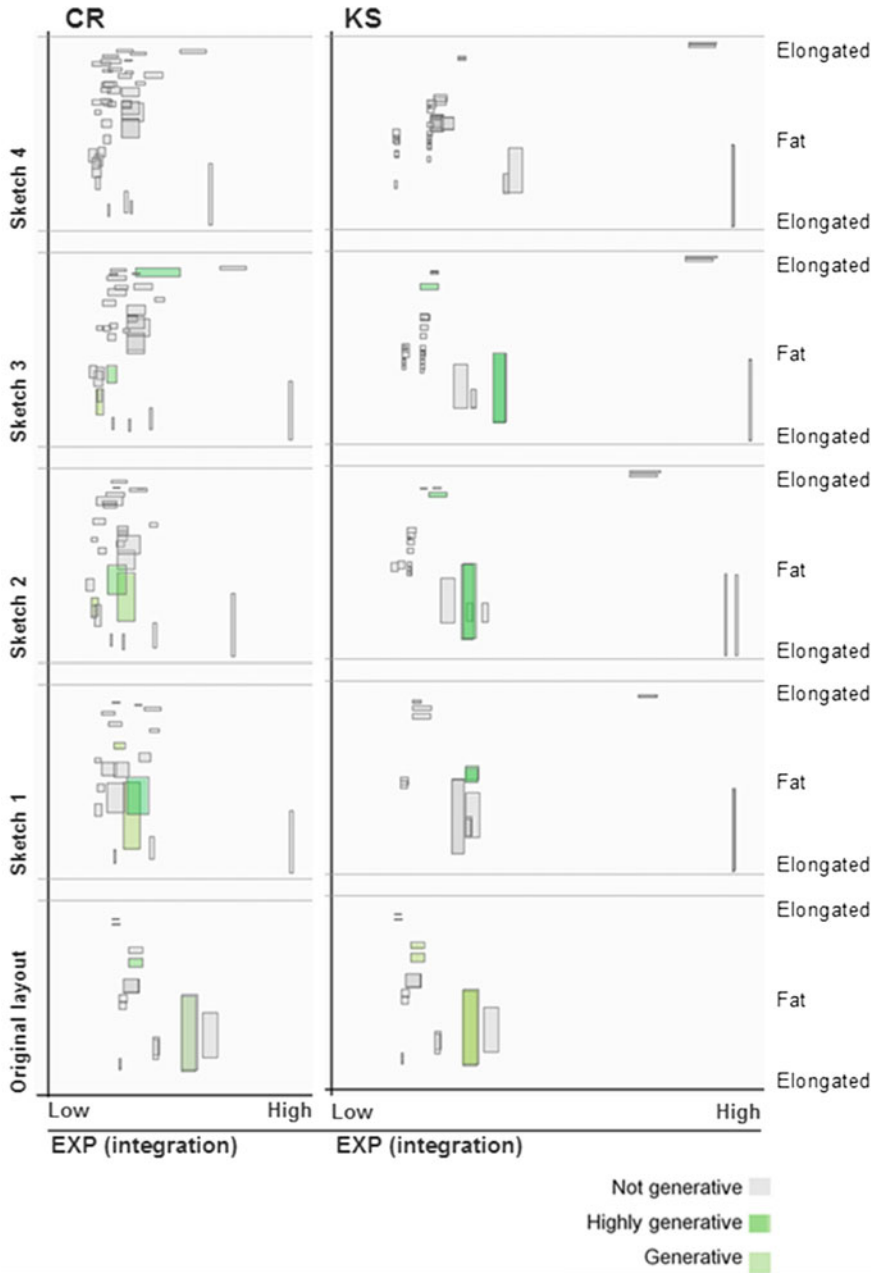 CR KS
Sketch 4
Elongated
Fat
Elongated
Sketch 3
Elongated
Fat
Elongated
Sketch 2
Elongated
Fat
Elongated
Sketch 1
Elongated
Fat
Elongated
Original layout
Elongated
Fat
Elongated
Low High Low High
EXP (integration) EXP (integration)
Not generative
Highly generative
Generative